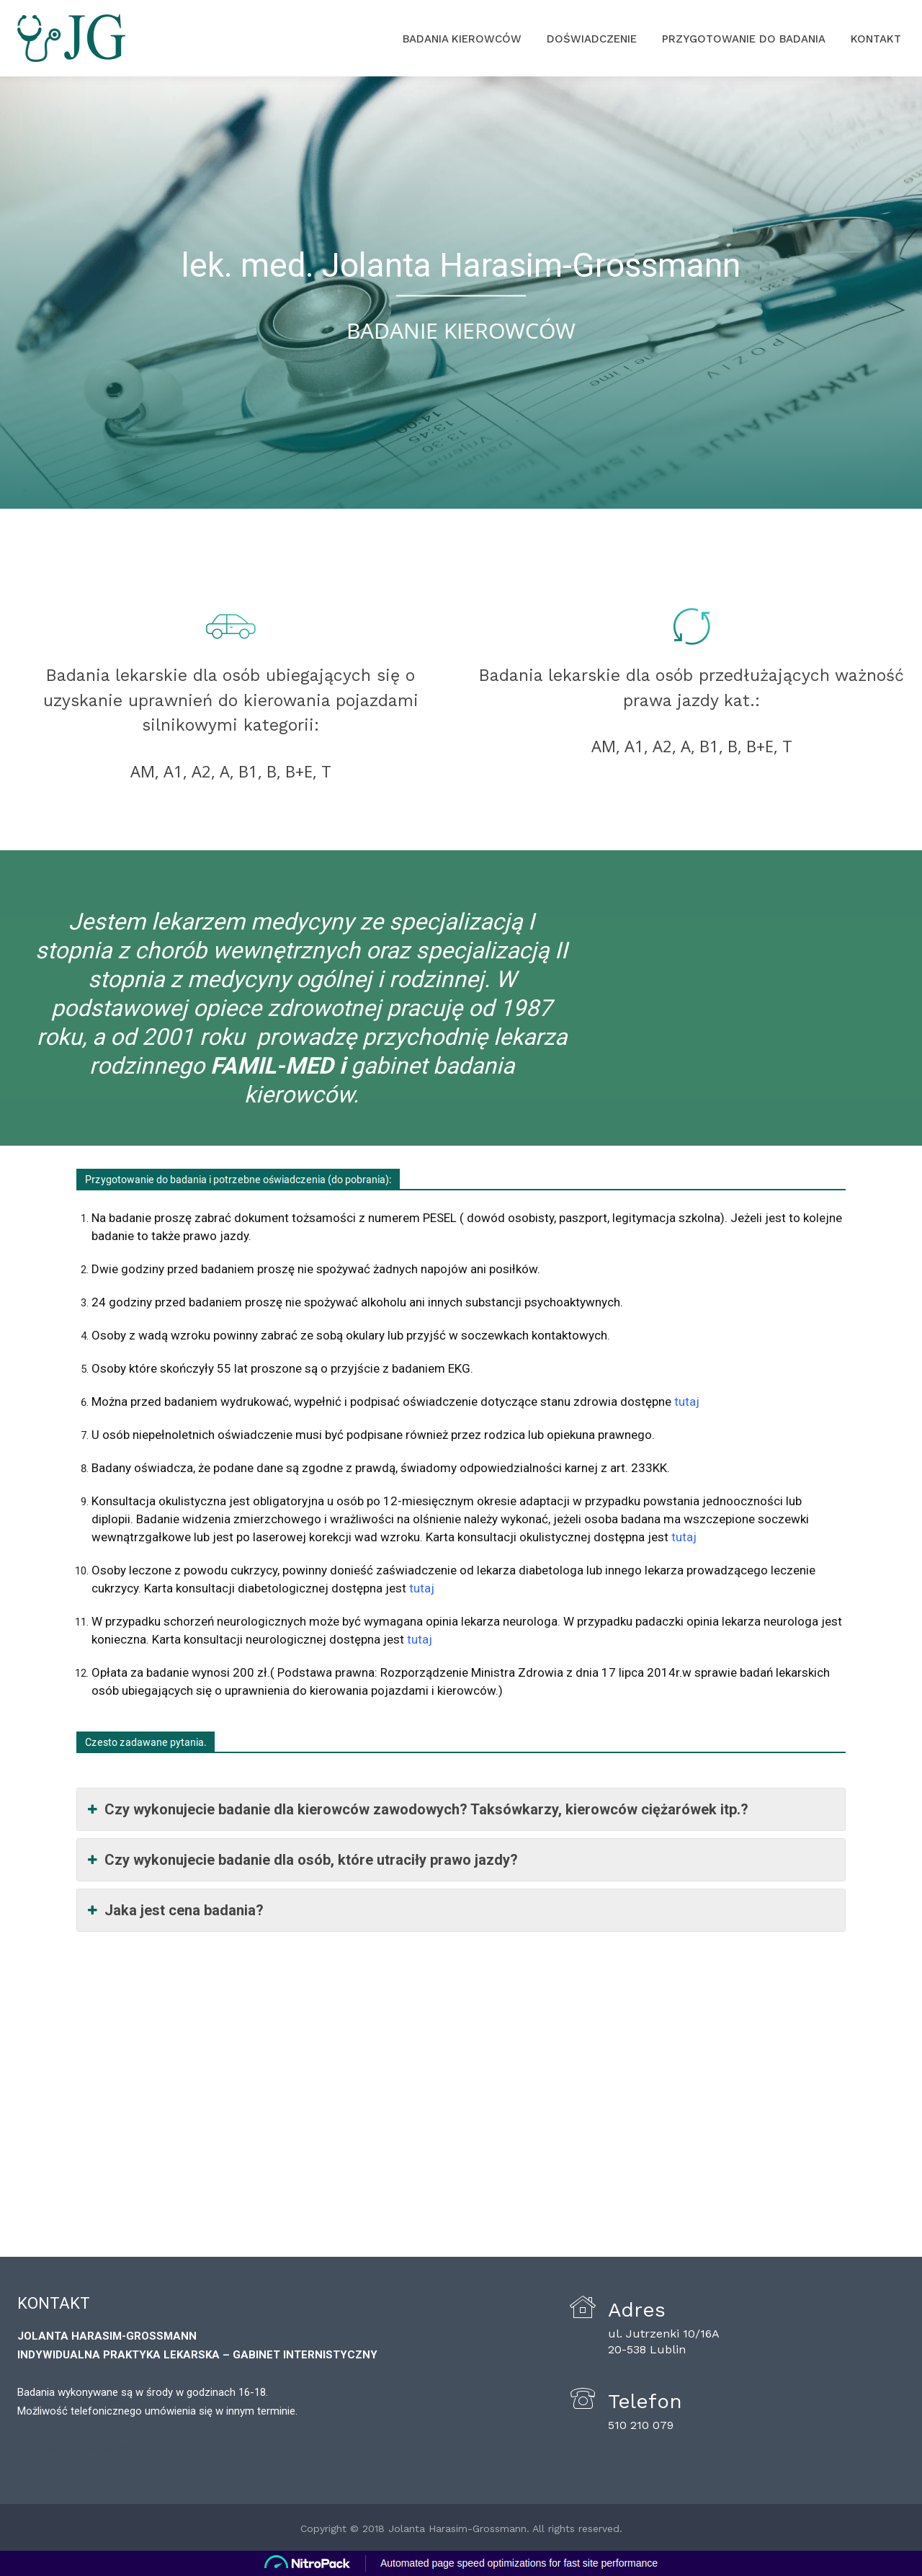 JG
BADANIA KIEROWCÓW
DOŚWIADCZENIE
PRZYGOTOWANIE DO BADANIA
KONTAKT
lek. med. Jolanta Harasim-Grossmann
BADANIE KIEROWCÓW
Badania lekarskie dla osób ubiegających się o
uzyskanie uprawnień do kierowania pojazdami
silnikowymi kategorii:
AM, A1, A2, A, B1, B, B+E, T
Badania lekarskie dla osób przedłużających ważność
prawa jazdy kat.:
AM, A1, A2, A, B1, B, B+E, T
Jestem lekarzem medycyny ze specjalizacją I
stopnia z chorób wewnętrznych oraz specjalizacją II
stopnia z medycyny ogólnej i rodzinnej. W
podstawowej opiece zdrowotnej pracuję od 1987
roku, a od 2001 roku  prowadzę przychodnię lekarza
rodzinnego FAMIL-MED i gabinet badania
kierowców.
Przygotowanie do badania i potrzebne oświadczenia (do pobrania):
1. Na badanie proszę zabrać dokument tożsamości z numerem PESEL ( dowód osobisty, paszport, legitymacja szkolna). Jeżeli jest to kolejne
badanie to także prawo jazdy.
2. Dwie godziny przed badaniem proszę nie spożywać żadnych napojów ani posiłków.
3. 24 godziny przed badaniem proszę nie spożywać alkoholu ani innych substancji psychoaktywnych.
4. Osoby z wadą wzroku powinny zabrać ze sobą okulary lub przyjść w soczewkach kontaktowych.
5. Osoby które skończyły 55 lat proszone są o przyjście z badaniem EKG.
6. Można przed badaniem wydrukować, wypełnić i podpisać oświadczenie dotyczące stanu zdrowia dostępne tutaj
7. U osób niepełnoletnich oświadczenie musi być podpisane również przez rodzica lub opiekuna prawnego.
8. Badany oświadcza, że podane dane są zgodne z prawdą, świadomy odpowiedzialności karnej z art. 233KK.
9. Konsultacja okulistyczna jest obligatoryjna u osób po 12-miesięcznym okresie adaptacji w przypadku powstania jednooczności lub
diplopii. Badanie widzenia zmierzchowego i wrażliwości na olśnienie należy wykonać, jeżeli osoba badana ma wszczepione soczewki
wewnątrzgałkowe lub jest po laserowej korekcji wad wzroku. Karta konsultacji okulistycznej dostępna jest tutaj
10. Osoby leczone z powodu cukrzycy, powinny donieść zaświadczenie od lekarza diabetologa lub innego lekarza prowadzącego leczenie
cukrzycy. Karta konsultacji diabetologicznej dostępna jest tutaj
11. W przypadku schorzeń neurologicznych może być wymagana opinia lekarza neurologa. W przypadku padaczki opinia lekarza neurologa jest
konieczna. Karta konsultacji neurologicznej dostępna jest tutaj
12. Opłata za badanie wynosi 200 zł.( Podstawa prawna: Rozporządzenie Ministra Zdrowia z dnia 17 lipca 2014r.w sprawie badań lekarskich
osób ubiegających się o uprawnienia do kierowania pojazdami i kierowców.)
Czesto zadawane pytania.
Czy wykonujecie badanie dla kierowców zawodowych? Taksówkarzy, kierowców ciężarówek itp.?
Czy wykonujecie badanie dla osób, które utraciły prawo jazdy?
Jaka jest cena badania?
KONTAKT
JOLANTA HARASIM-GROSSMANN
INDYWIDUALNA PRAKTYKA LEKARSKA – GABINET INTERNISTYCZNY
Badania wykonywane są w środy w godzinach 16-18.
Możliwość telefonicznego umówienia się w innym terminie.
Adres
ul. Jutrzenki 10/16A
20-538 Lublin
Telefon
510 210 079
Copyright © 2018 Jolanta Harasim-Grossmann. All rights reserved.
NitroPack
Automated page speed optimizations for fast site performance